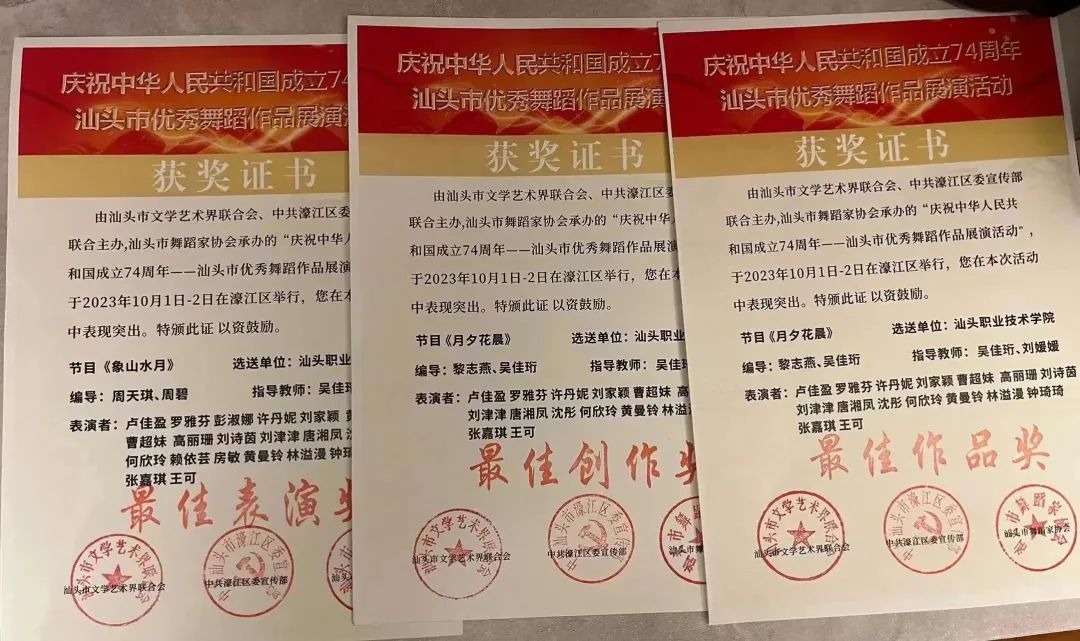 庆祝中华人民共和国成立74
汕头市优秀舞蹈作品展演
获奖证书
由汕头市文学艺术界联合会、中共濠江区委
联合主办,汕头市舞蹈家协会承办的“庆祝中华人
和国成立74周年——汕头市优秀舞蹈作品展演
于2023年10月1日-2日在濠江区举行，您在本
中表现突出。特颁此证 以资鼓励。
节目《象山水月》 选送单位：汕头职业
编导：周天琪、周碧 指导教师：吴佳
表演者：卢佳盈 罗雅芬 彭淑娜 许丹妮 刘家颖
曹超妹 高丽珊 刘诗茵 刘津津 唐湘凤
何欣玲 赖依芸 房敏 黄曼铃 林溢漫 钟琦
张嘉琪 王可
最佳表演奖
汕头市文学艺术界联合会
中共濠江区委宣传部
庆祝中华人民共和国成立7
汕头市优秀舞蹈作品展演
获奖证书
由汕头市文学艺术界联合会、中共濠江区委
联合主办,汕头市舞蹈家协会承办的“庆祝中华人
和国成立74周年——汕头市优秀舞蹈作品展演
于2023年10月1日-2日在濠江区举行，您在本
中表现突出。特颁此证 以资鼓励。
节目《月夕花晨》 选送单位：汕头职业
编导：黎志燕、吴佳珩 指导教师：吴佳
表演者：卢佳盈 罗雅芬 许丹妮 刘家颖 曹超妹 高
刘津津 唐湘凤 沈彤 何欣玲 黄曼铃 林溢
张嘉琪 王可
最佳创作奖
汕头市文学艺术界联合会
中共濠江区委宣传部
汕头市舞
庆祝中华人民共和国成立74周年
汕头市优秀舞蹈作品展演活动
获奖证书
由汕头市文学艺术界联合会、中共濠江区委宣传部
联合主办,汕头市舞蹈家协会承办的“庆祝中华人民共
和国成立74周年——汕头市优秀舞蹈作品展演活动”，
于2023年10月1日-2日在濠江区举行，您在本次活动
中表现突出。特颁此证 以资鼓励。
节目《月夕花晨》 选送单位：汕头职业技术学院
编导：黎志燕、吴佳珩 指导教师： 吴佳珩、刘媛媛
表演者：卢佳盈 罗雅芬 许丹妮 刘家颖 曹超妹 高丽珊 刘诗茵
刘津津 唐湘凤 沈彤 何欣玲 黄曼铃 林溢漫 钟琦琦
张嘉琪 王可
最佳作品奖
汕头市文学艺术界联合会
中共濠江区委宣传部
汕头市舞蹈家协会